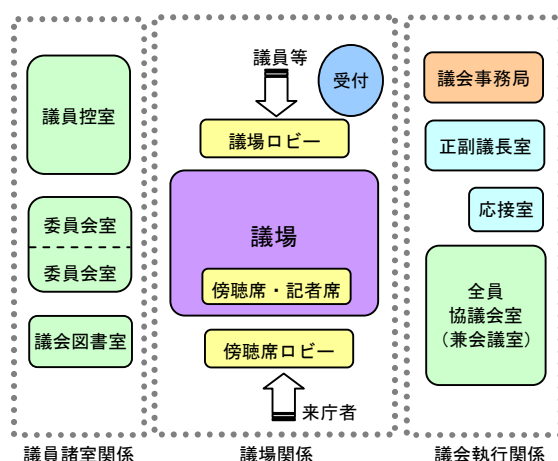 議員控室
委員会室
委員会室
議会図書室
議員諸室関係
議員等
受付
議場ロビー
議場
傍聴席・記者席
傍聴席ロビー
来庁者
議場関係
議会事務局
正副議長室
応接室
全員
協議会室
（兼会議室）
議会執行関係